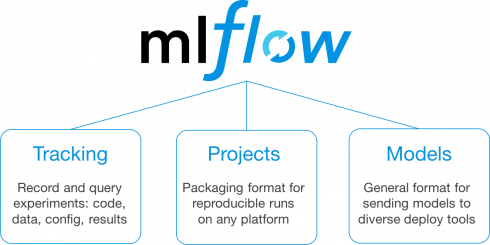 mlflow
Tracking
Record and query
experiments: code,
data, config, results
Projects
Packaging format for
reproducible runs
on any platform
Models
General format for
sending models to
diverse deploy tools